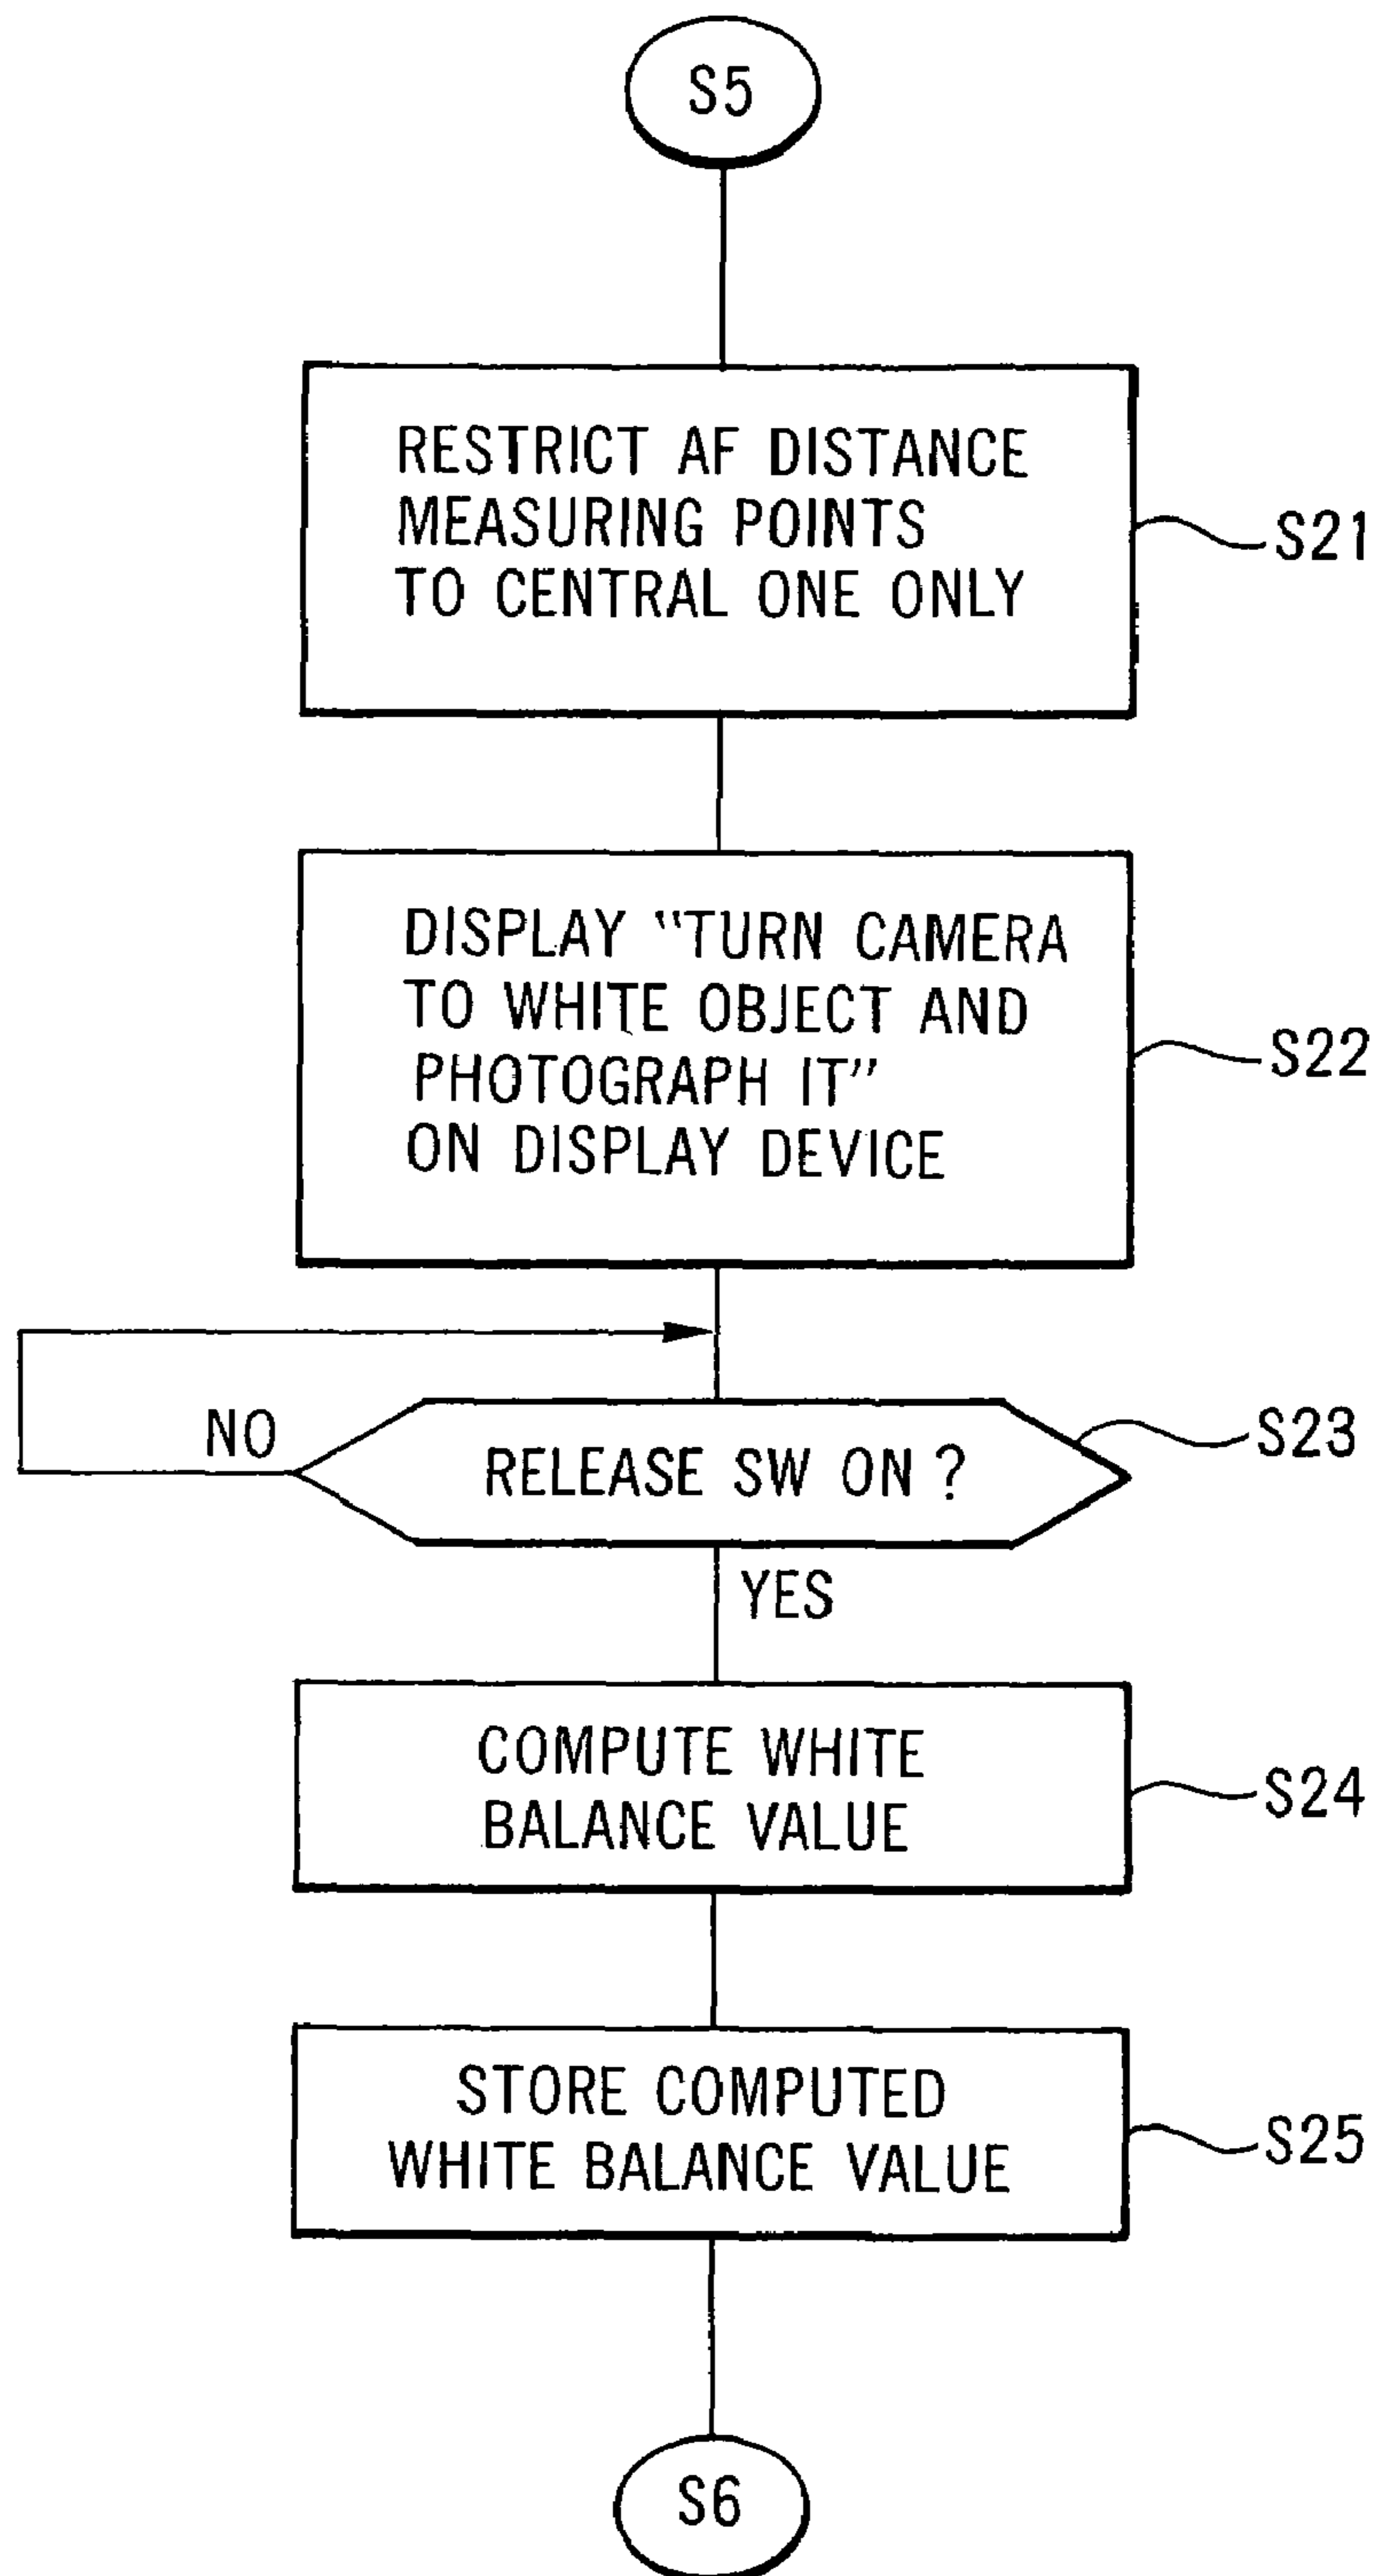 S5
RESTRICT AF DISTANCE
MEASURING POINTS
TO CENTRAL ONE ONLY
S21
DISPLAY "TURN CAMERA
TO WHITE OBJECT AND
PHOTOGRAPH IT"
ON DISPLAY DEVICE
S22
NO
RELEASE SW ON ?
S23
YES
COMPUTE WHITE
BALANCE VALUE
S24
STORE COMPUTED
WHITE BALANCE VALUE
S25
S6